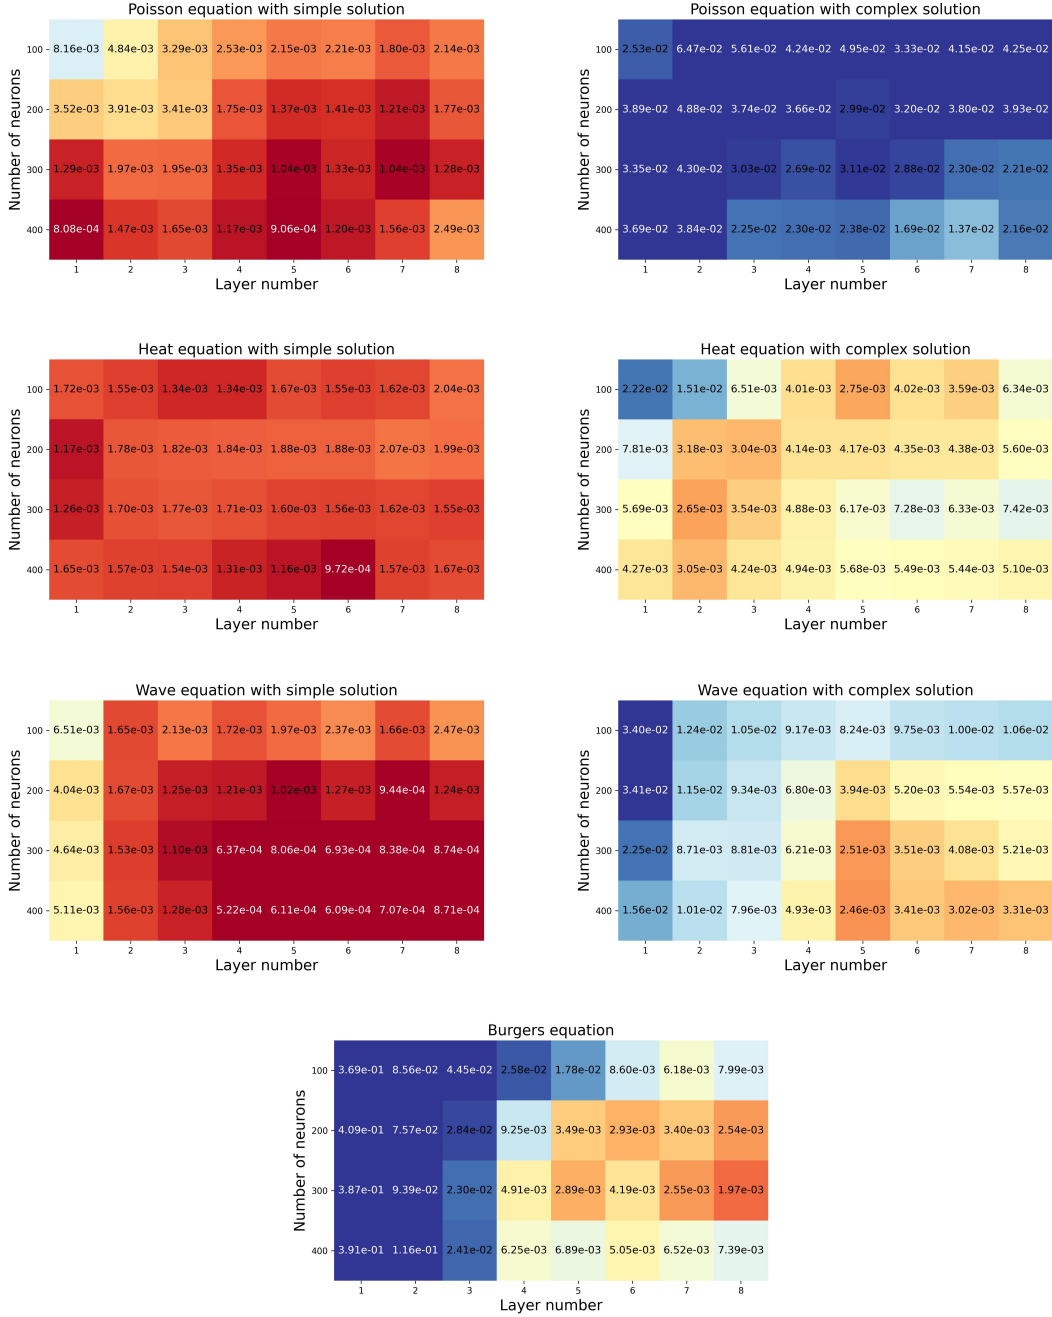 Poisson equation with simple solution
Number of neurons
100 8.16e-03 4.84e-03 3.29e-03 2.53e-03 2.15e-03 2.21e-03 1.80e-03 2.14e-03
200 3.52e-03 3.91e-03 3.41e-03 1.75e-03 1.37e-03 1.41e-03 1.21e-03 1.77e-03
300 1.29e-03 1.97e-03 1.95e-03 1.35e-03 1.04e-03 1.33e-03 1.04e-03 1.28e-03
400 8.08e-04 1.47e-03 1.65e-03 1.17e-03 9.06e-04 1.20e-03 1.56e-03 2.49e-03
1 2 3 4 5 6 7 8
Layer number
Poisson equation with complex solution
Number of neurons
100 2.53e-02 6.47e-02 5.61e-02 4.24e-02 4.95e-02 3.33e-02 4.15e-02 4.25e-02
200 3.89e-02 4.88e-02 3.74e-02 3.66e-02 2.99e-02 3.20e-02 3.80e-02 3.93e-02
300 3.35e-02 4.30e-02 3.03e-02 2.69e-02 3.11e-02 2.88e-02 2.30e-02 2.21e-02
400 3.69e-02 3.84e-02 2.25e-02 2.30e-02 2.38e-02 1.69e-02 1.37e-02 2.16e-02
1 2 3 4 5 6 7 8
Layer number
Heat equation with simple solution
Number of neurons
100 1.72e-03 1.55e-03 1.34e-03 1.34e-03 1.67e-03 1.55e-03 1.62e-03 2.04e-03
200 1.17e-03 1.78e-03 1.82e-03 1.84e-03 1.88e-03 1.88e-03 2.07e-03 1.99e-03
300 1.26e-03 1.70e-03 1.77e-03 1.71e-03 1.60e-03 1.56e-03 1.62e-03 1.55e-03
400 1.65e-03 1.57e-03 1.54e-03 1.31e-03 1.16e-03 9.72e-04 1.57e-03 1.67e-03
1 2 3 4 5 6 7 8
Layer number
Heat equation with complex solution
Number of neurons
100 2.22e-02 1.51e-02 6.51e-03 4.01e-03 2.75e-03 4.02e-03 3.59e-03 6.34e-03
200 7.81e-03 3.18e-03 3.04e-03 4.14e-03 4.17e-03 4.35e-03 4.38e-03 5.60e-03
300 5.69e-03 2.65e-03 3.54e-03 4.88e-03 6.17e-03 7.28e-03 6.33e-03 7.42e-03
400 4.27e-03 3.05e-03 4.24e-03 4.94e-03 5.68e-03 5.49e-03 5.44e-03 5.10e-03
1 2 3 4 5 6 7 8
Layer number
Wave equation with simple solution
Number of neurons
100 6.51e-03 1.65e-03 2.13e-03 1.72e-03 1.97e-03 2.37e-03 1.66e-03 2.47e-03
200 4.04e-03 1.67e-03 1.25e-03 1.21e-03 1.02e-03 1.27e-03 9.44e-04 1.24e-03
300 4.64e-03 1.53e-03 1.10e-03 6.37e-04 8.06e-04 6.93e-04 8.38e-04 8.74e-04
400 5.11e-03 1.56e-03 1.28e-03 5.22e-04 6.11e-04 6.09e-04 7.07e-04 8.71e-04
1 2 3 4 5 6 7 8
Layer number
Wave equation with complex solution
Number of neurons
100 3.40e-02 1.24e-02 1.05e-02 9.17e-03 8.24e-03 9.75e-03 1.00e-02 1.06e-02
200 3.41e-02 1.15e-02 9.34e-03 6.80e-03 3.94e-03 5.20e-03 5.54e-03 5.57e-03
300 2.25e-02 8.71e-03 8.81e-03 6.21e-03 2.51e-03 3.51e-03 4.08e-03 5.21e-03
400 1.56e-02 1.01e-02 7.96e-03 4.93e-03 2.46e-03 3.41e-03 3.02e-03 3.31e-03
1 2 3 4 5 6 7 8
Layer number
Burgers equation
Number of neurons
100 3.69e-01 8.56e-02 4.45e-02 2.58e-02 1.78e-02 8.60e-03 6.18e-03 7.99e-03
200 4.09e-01 7.57e-02 2.84e-02 9.25e-03 3.49e-03 2.93e-03 3.40e-03 2.54e-03
300 3.87e-01 9.39e-02 2.30e-02 4.91e-03 2.89e-03 4.19e-03 2.55e-03 1.97e-03
400 3.91e-01 1.16e-01 2.41e-02 6.25e-03 6.89e-03 5.05e-03 6.52e-03 7.39e-03
1 2 3 4 5 6 7 8
Layer number